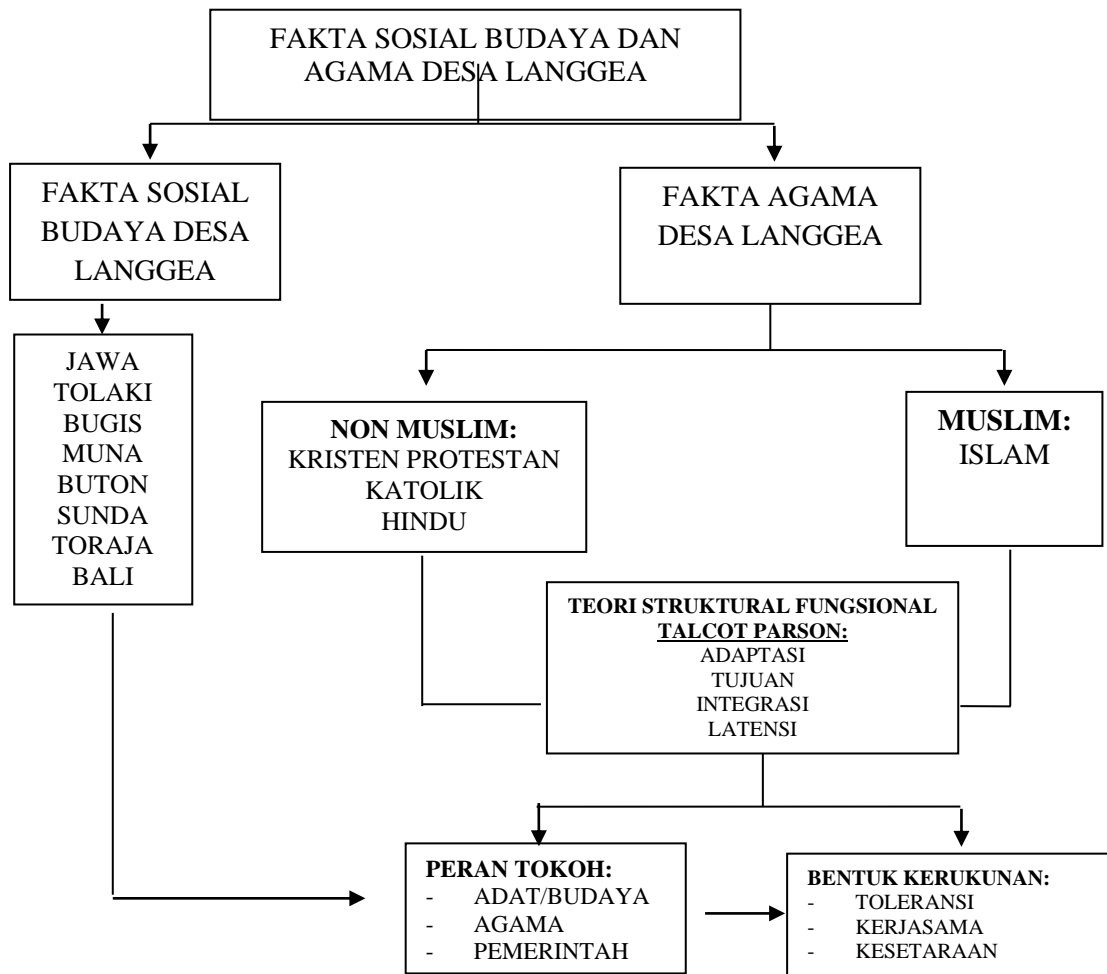 FAKTA SOSIAL BUDAYA DAN
AGAMA DESA LANGGEA
FAKTA SOSIAL
BUDAYA DESA
LANGGEA
FAKTA AGAMA
DESA LANGGEA
JAWA
TOLAKI
BUGIS
MUNA
BUTON
SUNDA
TORAJA
BALI
NON MUSLIM:
KRISTEN PROTESTAN
KATOLIK
HINDU
MUSLIM:
ISLAM
TEORI STRUKTURAL FUNGSIONAL
TALCOT PARSON:
ADAPTASI
TUJUAN
INTEGRASI
LATENSI
PERAN TOKOH:
- ADAT/BUDAYA
- AGAMA
- PEMERINTAH
BENTUK KERUKUNAN:
- TOLERANSI
- KERJASAMA
- KESETARAAN